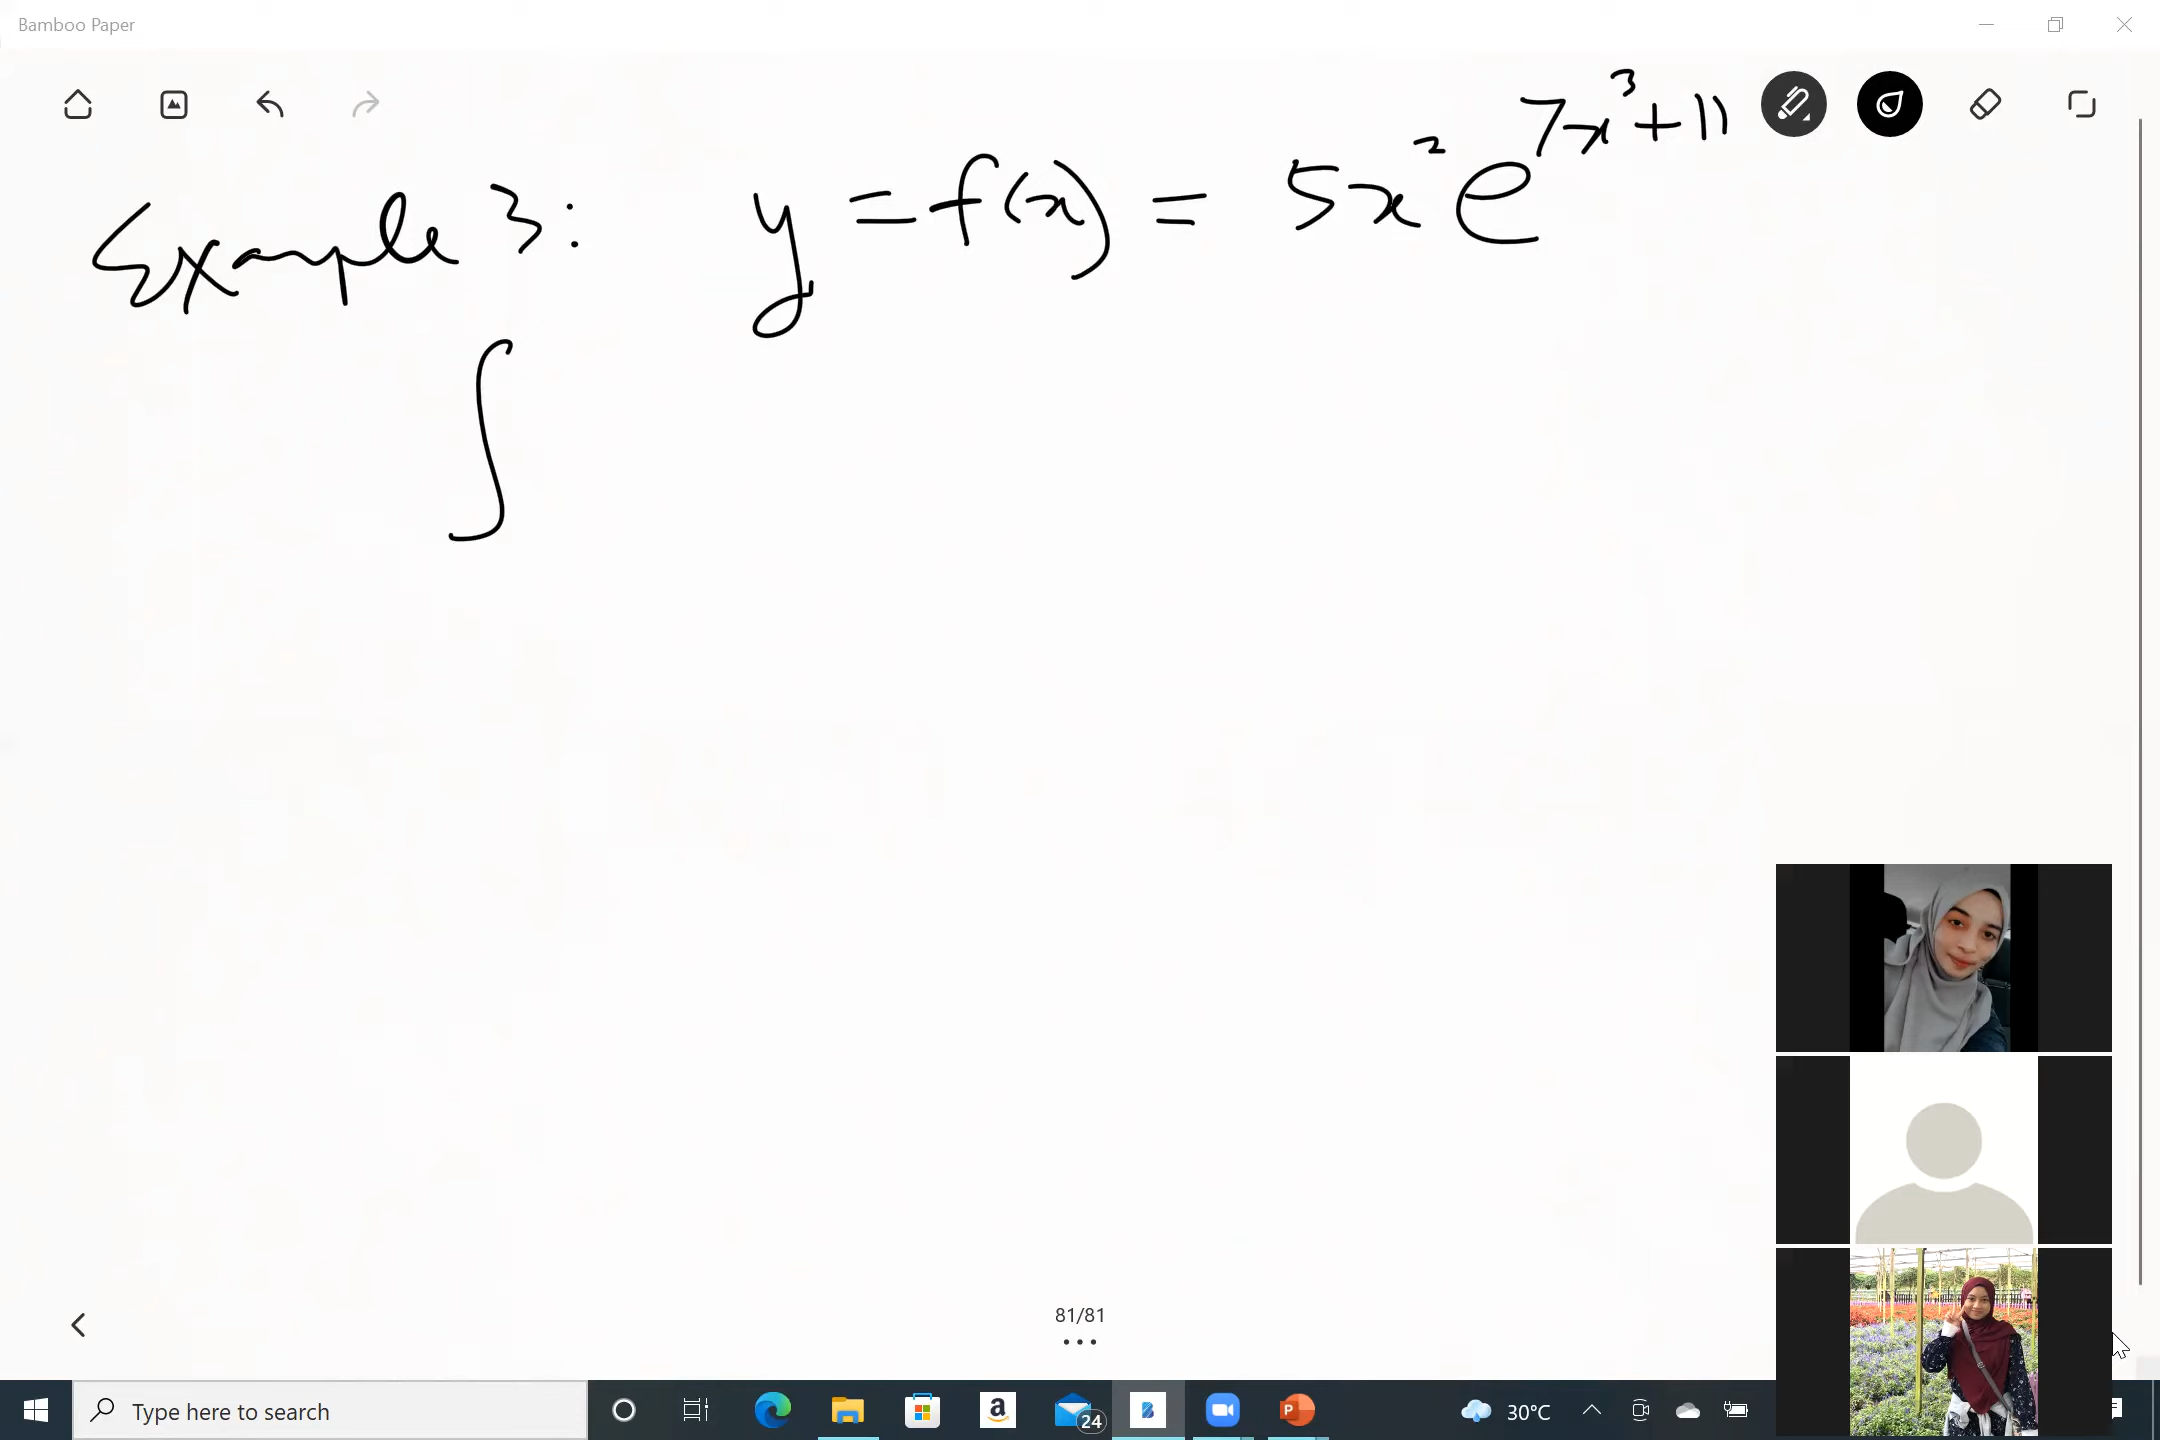 Bamboo Paper
Example 3: y = f(x) = 5x² e^{7x³+11}
∫
81/81
Type here to search
a
24
B
P
30°C